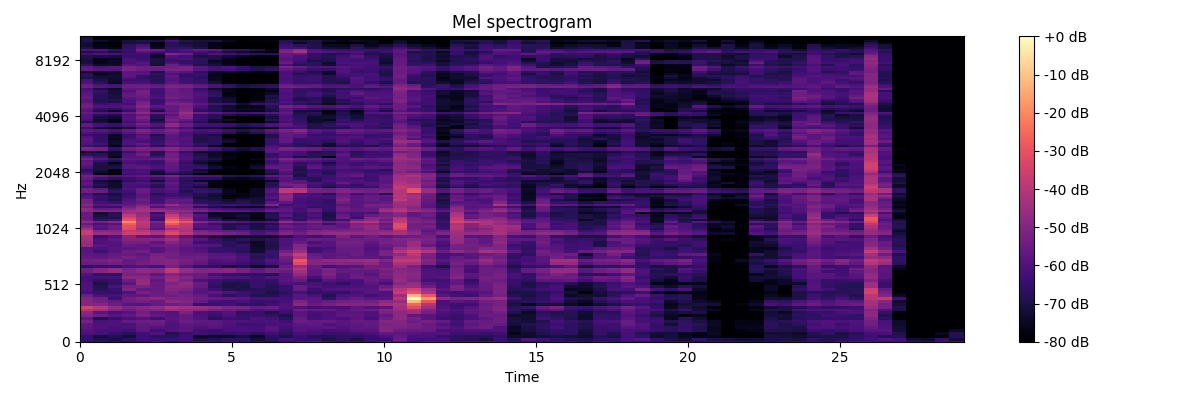 Mel spectrogram
Hz
8192
4096
2048
1024
512
0
0 5 10 15 20 25
Time
+0 dB
-10 dB
-20 dB
-30 dB
-40 dB
-50 dB
-60 dB
-70 dB
-80 dB